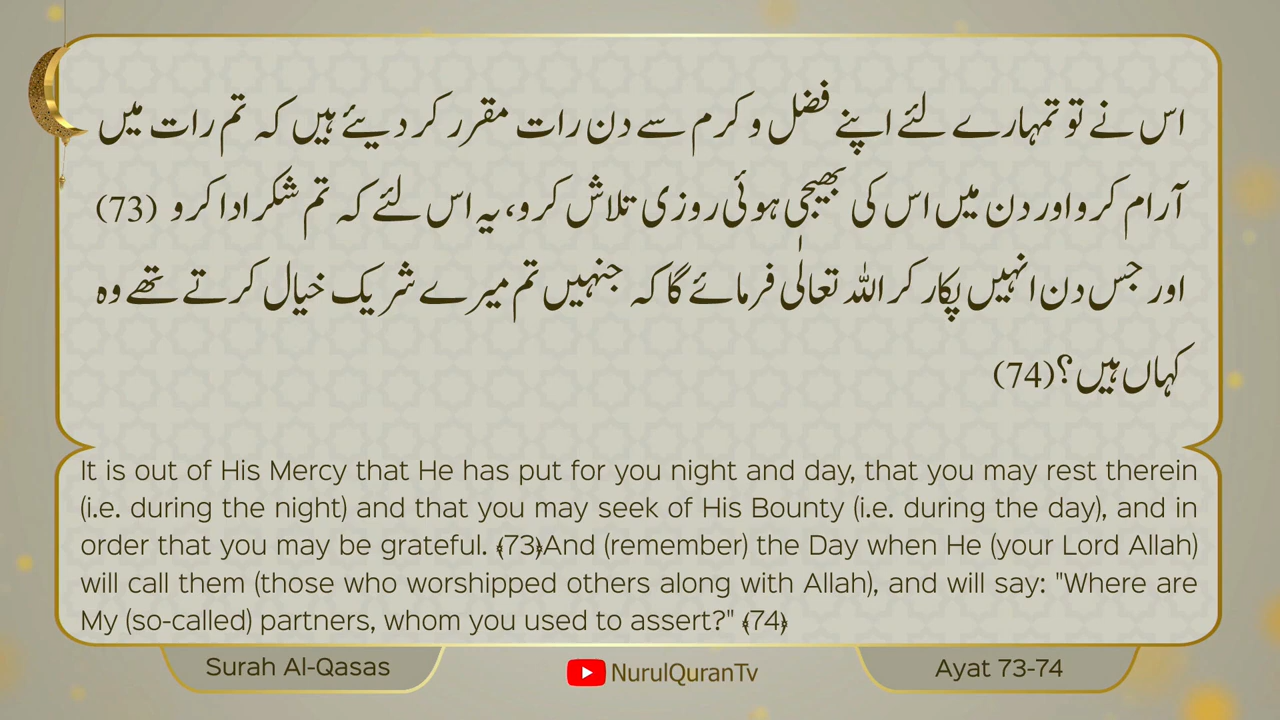 اس نے تو تمہارے لئے اپنے فضل و کرم سے دن رات مقرر کر دیئے ہیں کہ تم رات میں
آرام کرو اور دن میں اس کی بھیجی ہوئی روزی تلاش کرو، یہ اس لئے کہ تم شکر ادا کرو (73)
اور جس دن انہیں پکار کر اللہ تعالٰی فرمائے گا کہ جنہیں تم میرے شریک خیال کرتے تھے وہ
کہاں ہیں؟ (74)
It is out of His Mercy that He has put for you night and day, that you may rest therein
(i.e. during the night) and that you may seek of His Bounty (i.e. during the day), and in
order that you may be grateful. ﴾73﴿And (remember) the Day when He (your Lord Allah)
will call them (those who worshipped others along with Allah), and will say: "Where are
My (so-called) partners, whom you used to assert?" ﴾74﴿
Surah Al-Qasas
NurulQuranTv
Ayat 73-74